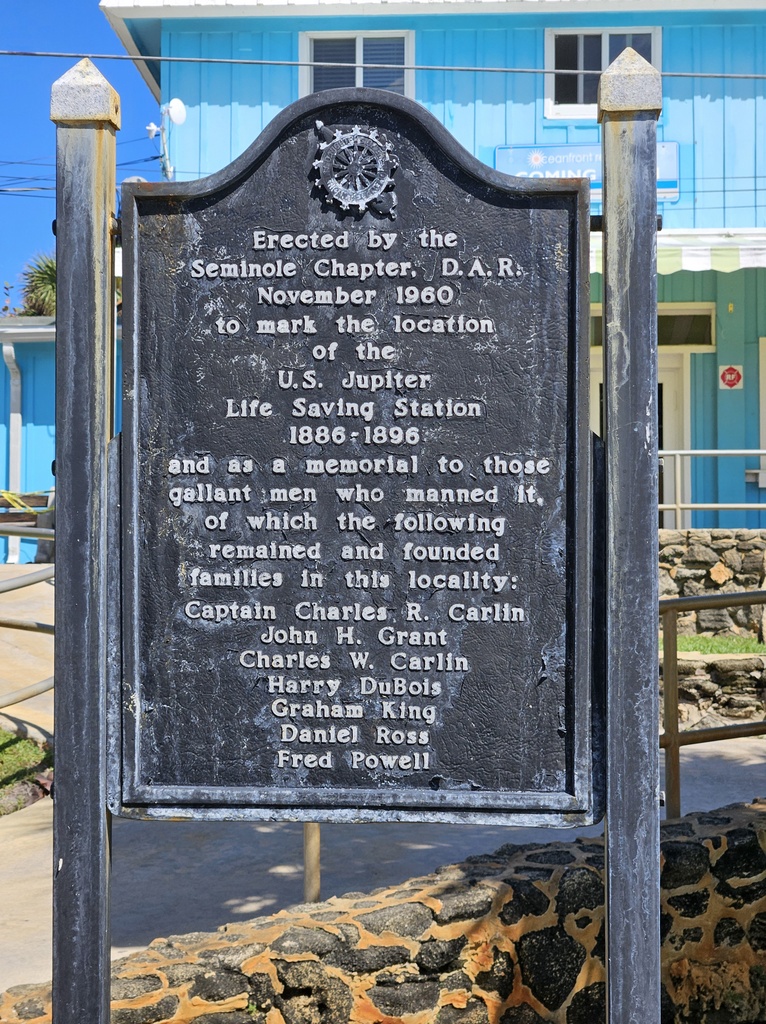 Erected by the
Seminole Chapter, D.A.R.
November 1960
to mark the location
of the
U.S. Jupiter
Life Saving Station
1886-1896
and as a memorial to those
gallant men who manned it,
of which the following
remained and founded
families in this locality:
Captain Charles R. Carlin
John H. Grant
Charles W. Carlin
Harry DuBois
Graham King
Daniel Ross
Fred Powell
Oceanfront
COMING